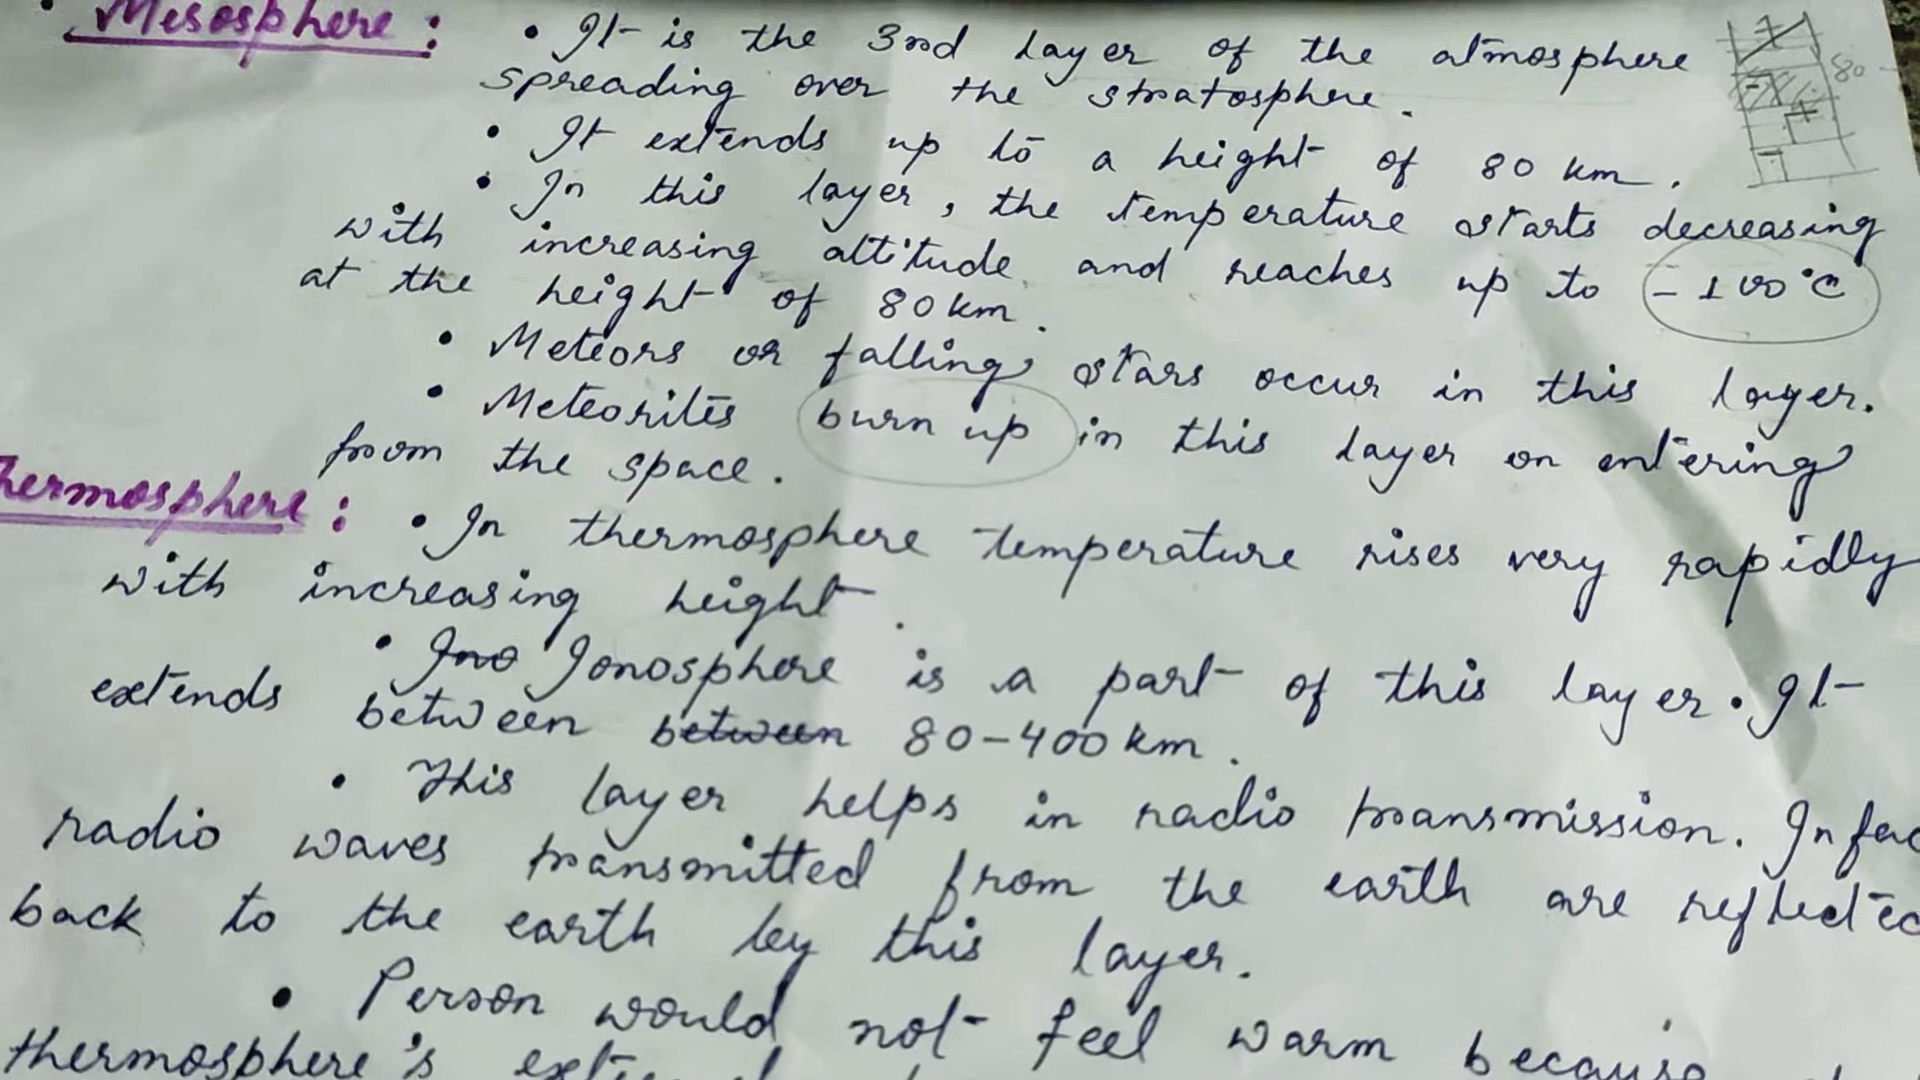 Mesosphere : • It is the 3rd layer of the atmosphere
spreading over the stratosphere.
• It extends up to a height of 80 km.
• In this layer, the temperature starts decreasing
with increasing altitude and reaches up to -100°C
at the height of 80km.
• Meteors or falling stars occur in this layer.
• Meteorites burn up in this layer on entering
from the space.
hermosphere : • In thermosphere temperature rises very rapidly
with increasing height.
• Ino Ionosphere is a part of this layer. It
extends between between 80-400 km.
• This layer helps in radio transmission. In fac
radio waves transmitted from the earth are reflected
back to the earth by this layer.
• Person would not feel warm because
thermosphere's
80